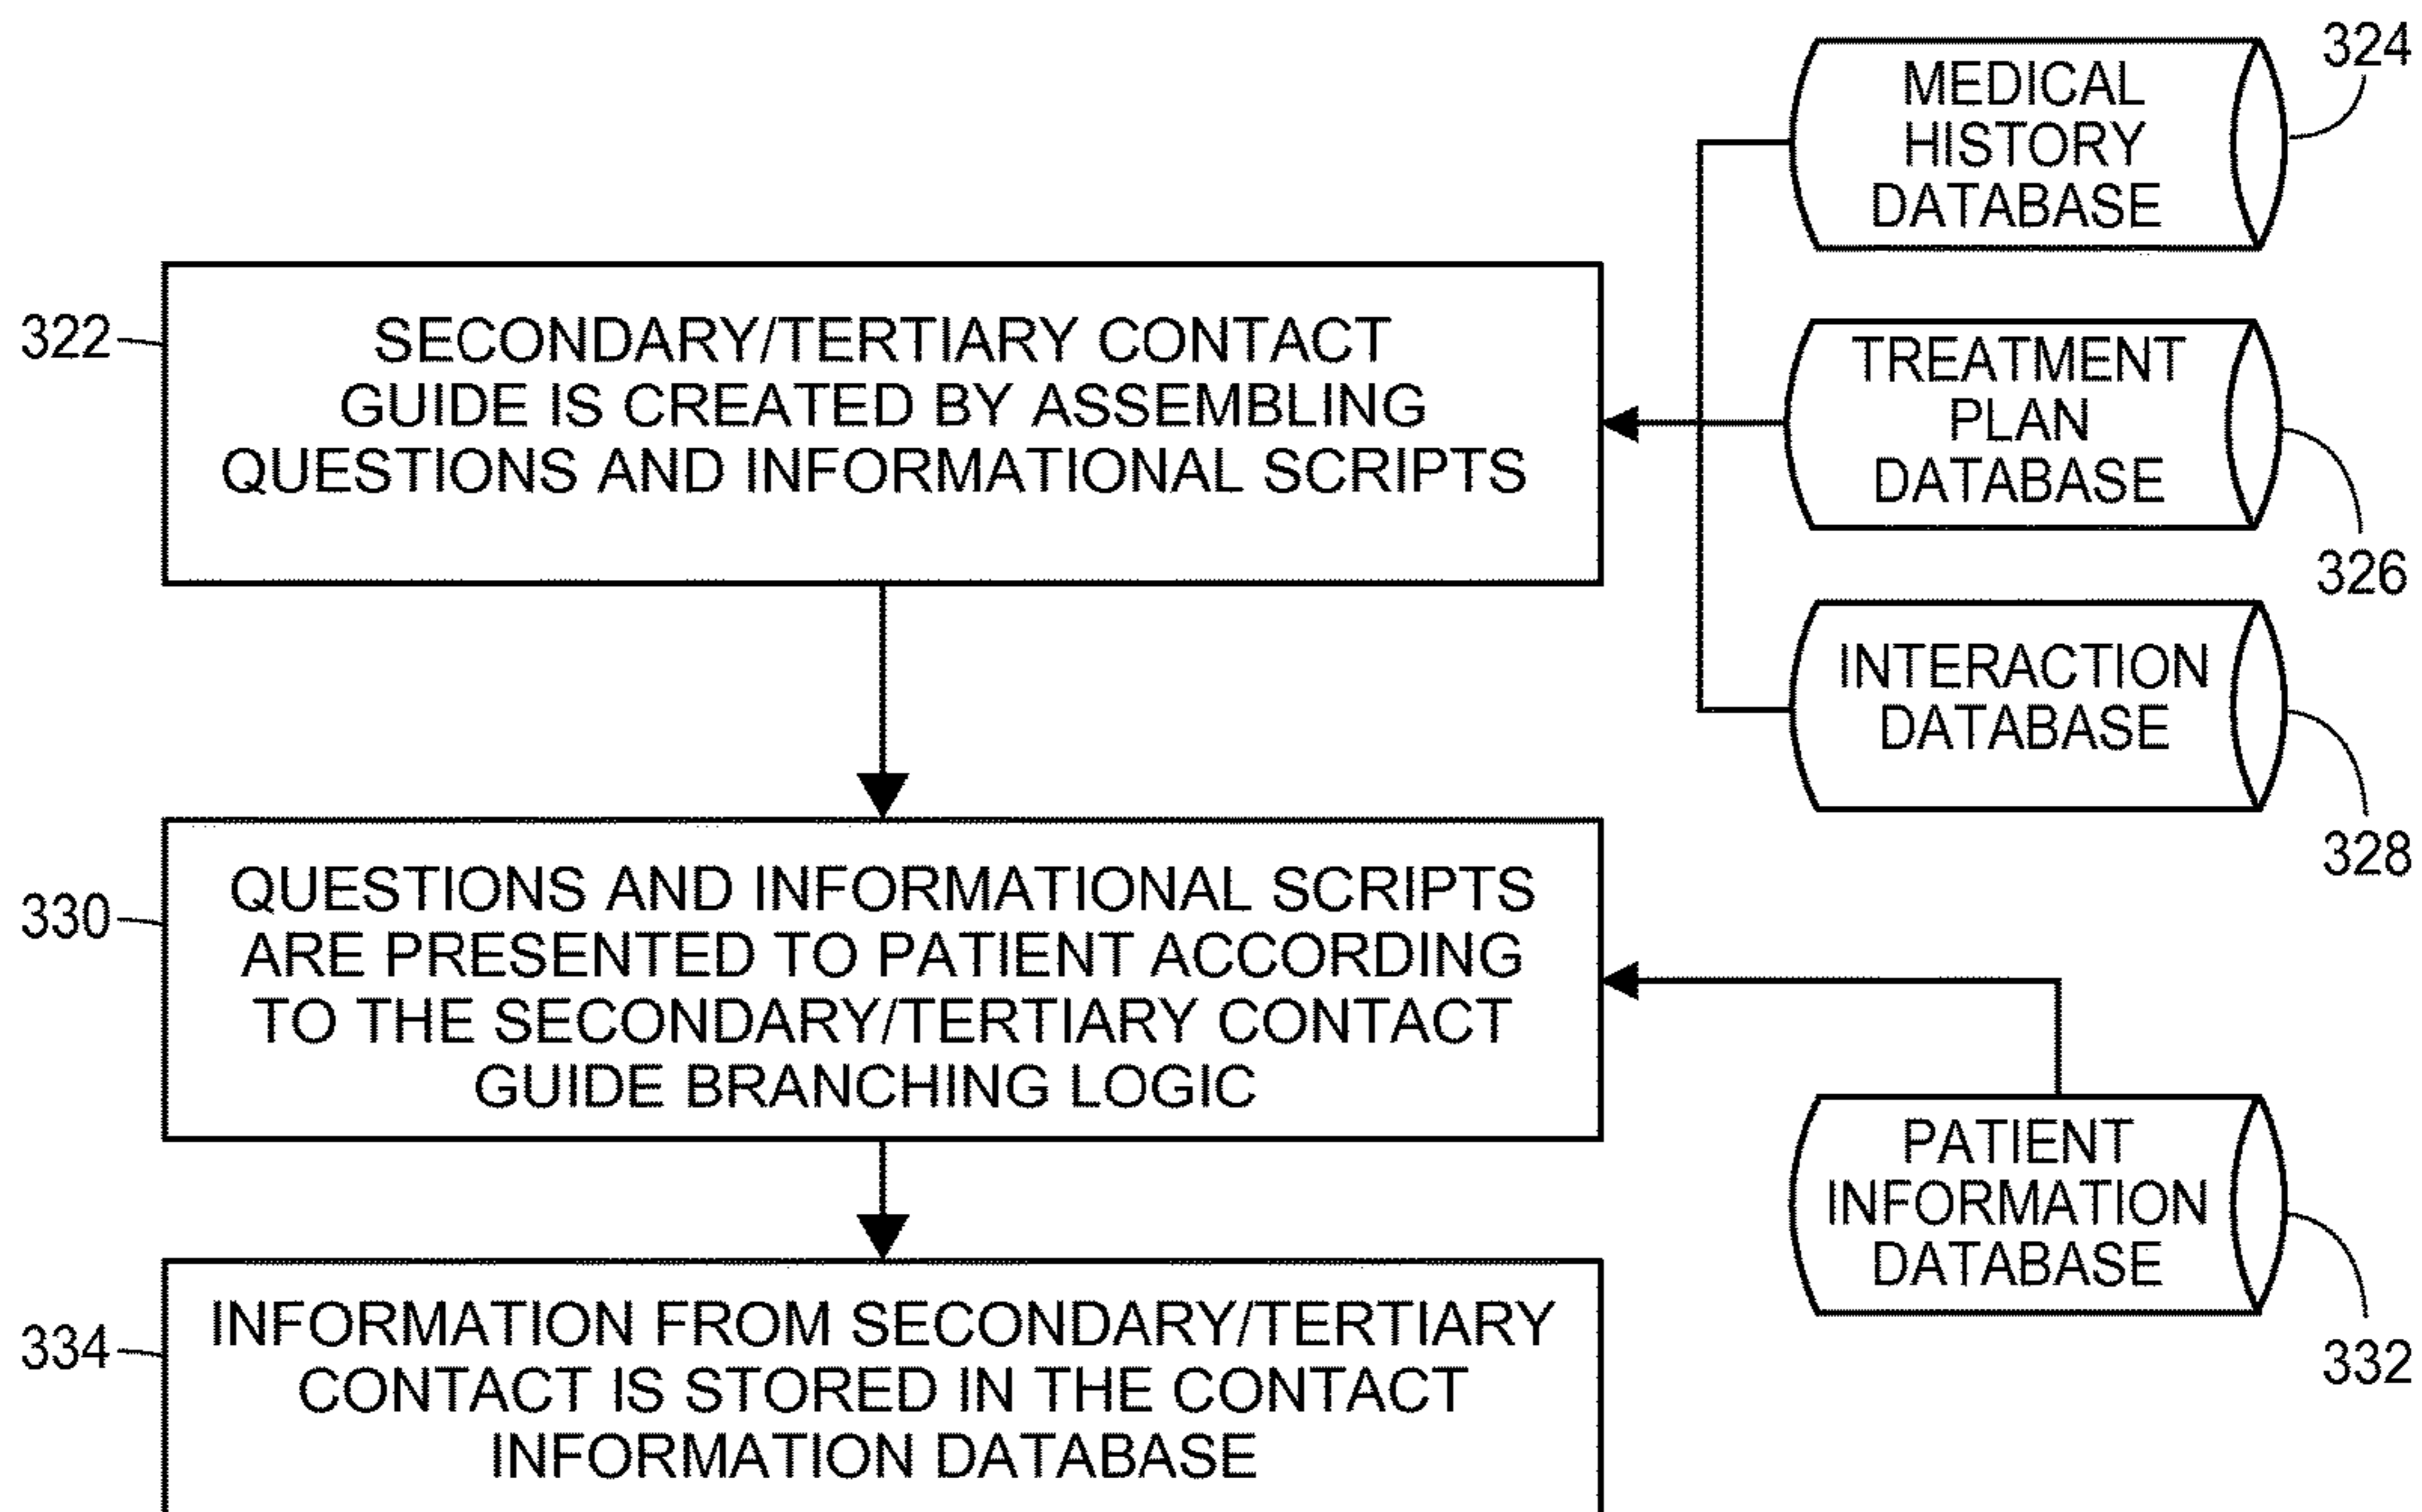 324
MEDICAL
HISTORY
DATABASE
322
SECONDARY/TERTIARY CONTACT
GUIDE IS CREATED BY ASSEMBLING
QUESTIONS AND INFORMATIONAL SCRIPTS
TREATMENT
PLAN
DATABASE
326
INTERACTION
DATABASE
328
330
QUESTIONS AND INFORMATIONAL SCRIPTS
ARE PRESENTED TO PATIENT ACCORDING
TO THE SECONDARY/TERTIARY CONTACT
GUIDE BRANCHING LOGIC
PATIENT
INFORMATION
DATABASE
332
334
INFORMATION FROM SECONDARY/TERTIARY
CONTACT IS STORED IN THE CONTACT
INFORMATION DATABASE